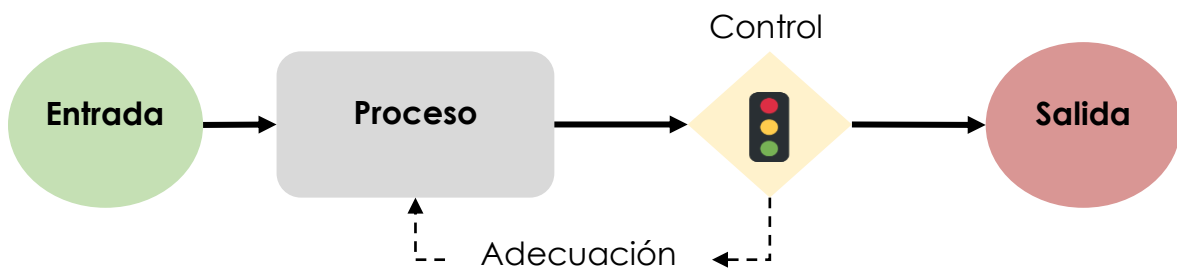 Control
Entrada
Proceso
Salida
Adecuación